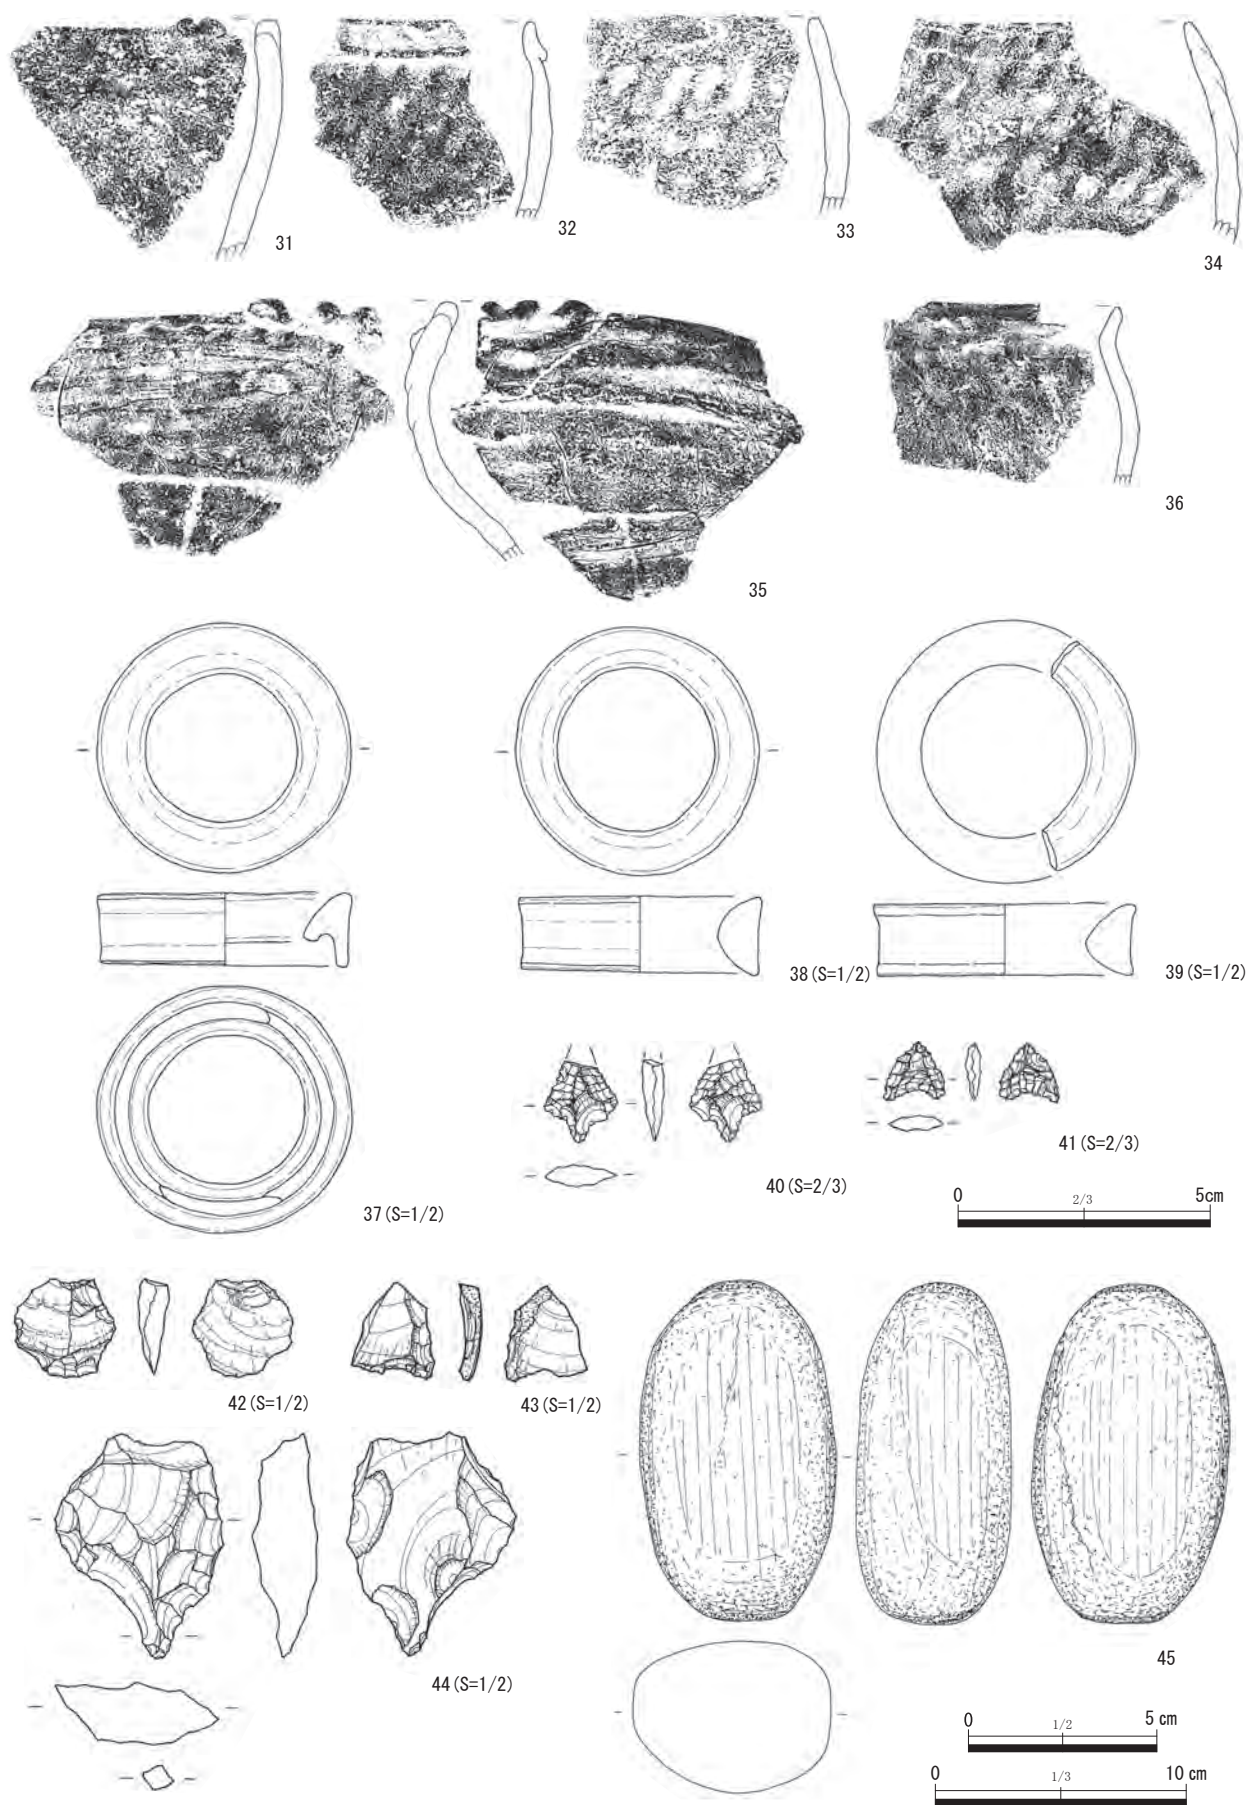 31
32
33
34
35
36
37(S=1/2)
38(S=1/2)
39(S=1/2)
40(S=2/3)
41(S=2/3)
0 2/3 5cm
42(S=1/2)
43(S=1/2)
44(S=1/2)
45
0 1/2 5 cm
0 1/3 10 cm